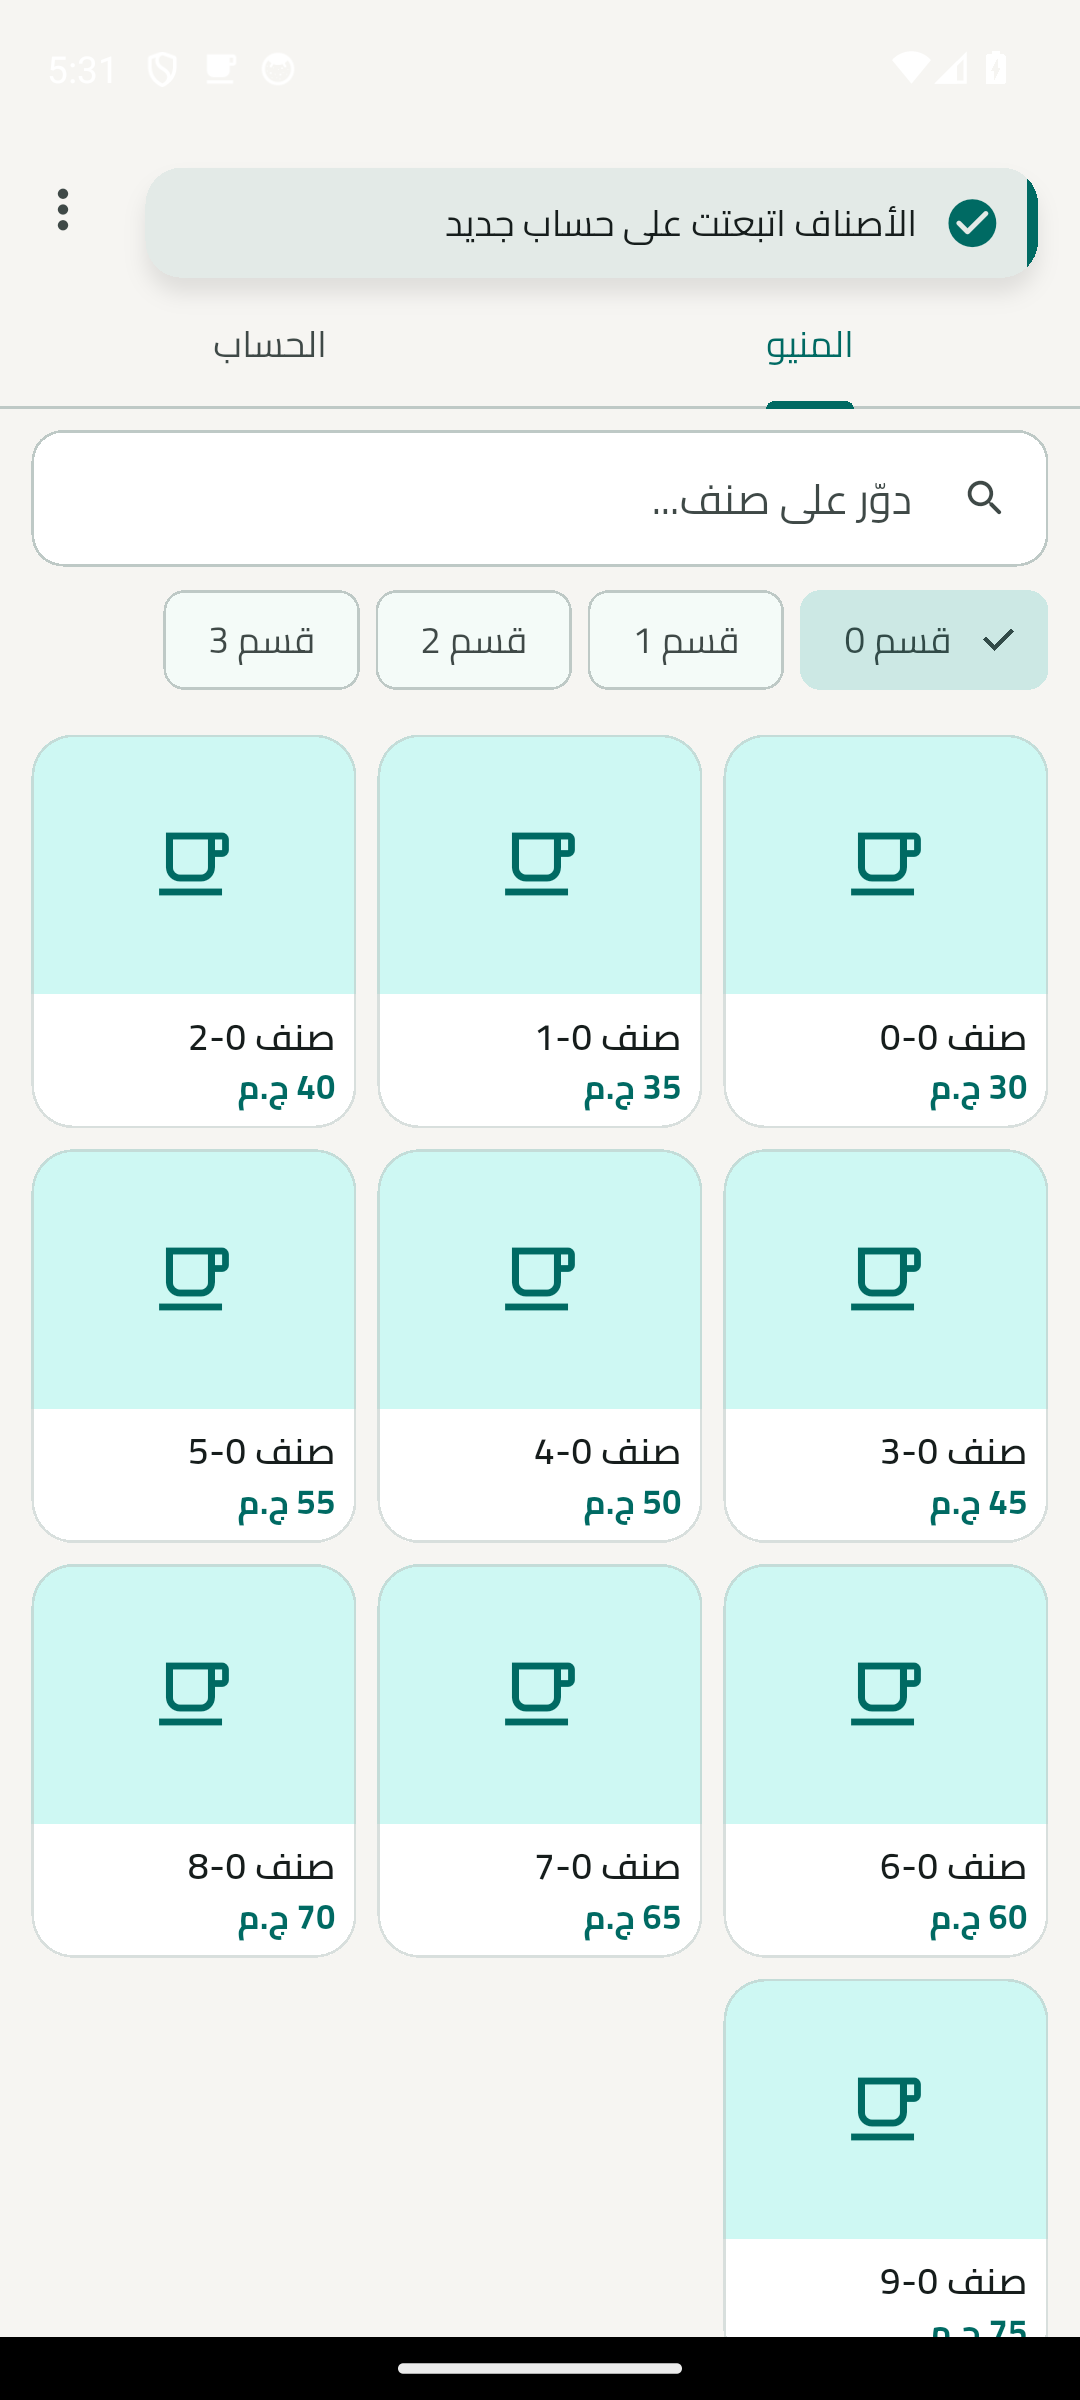 5:31
الأصناف اتبعتت على حساب جديد
المنيو
الحساب
دوّر على صنف...
قسم 0
قسم 1
قسم 2
قسم 3
صنف 0-0
30 ج.م
صنف 0-1
35 ج.م
صنف 0-2
40 ج.م
صنف 0-3
45 ج.م
صنف 0-4
50 ج.م
صنف 0-5
55 ج.م
صنف 0-6
60 ج.م
صنف 0-7
65 ج.م
صنف 0-8
70 ج.م
صنف 0-9
75 ج.م